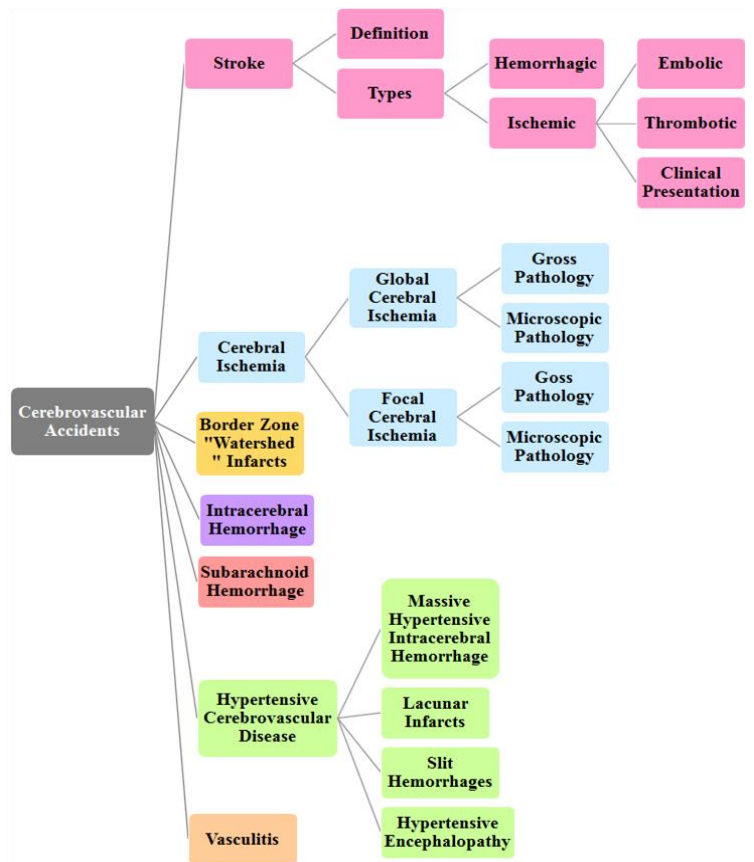 Cerebrovascular
Accidents
Stroke
Definition
Types
Hemorrhagic
Ischemic
Embolic
Thrombotic
Clinical
Presentation
Cerebral
Ischemia
Global
Cerebral
Ischemia
Gross
Pathology
Microscopic
Pathology
Focal
Cerebral
Ischemia
Goss
Pathology
Microscopic
Pathology
Border Zone
"Watershed
" Infarcts
Intracerebral
Hemorrhage
Subarachnoid
Hemorrhage
Hypertensive
Cerebrovascular
Disease
Massive
Hypertensive
Intracerebral
Hemorrhage
Lacunar
Infarcts
Slit
Hemorrhages
Hypertensive
Encephalopathy
Vasculitis